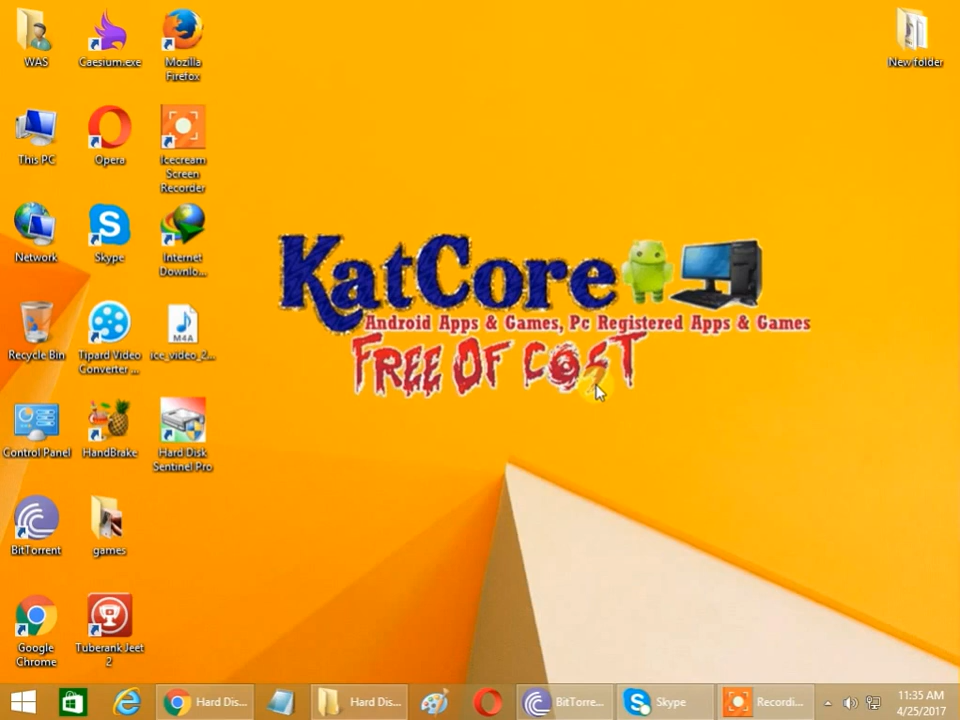 WAS
Caesium.exe
Mozilla
Firefox
New folder
This PC
Opera
Icecream
Screen
Recorder
Network
Skype
Internet
Downlo...
Recycle Bin
Tipard Video
Converter ...
M4A
ice_video_2...
Control Panel
HandBrake
Hard Disk
Sentinel Pro
BitTorrent
games
Google
Chrome
Tuberank Jeet
2
KatCore
Android Apps & Games, Pc Registered Apps & Games
FREE OF COST
Hard Dis...
Hard Dis...
BitTorre...
Skype
Recordi...
11:35 AM
4/25/2017